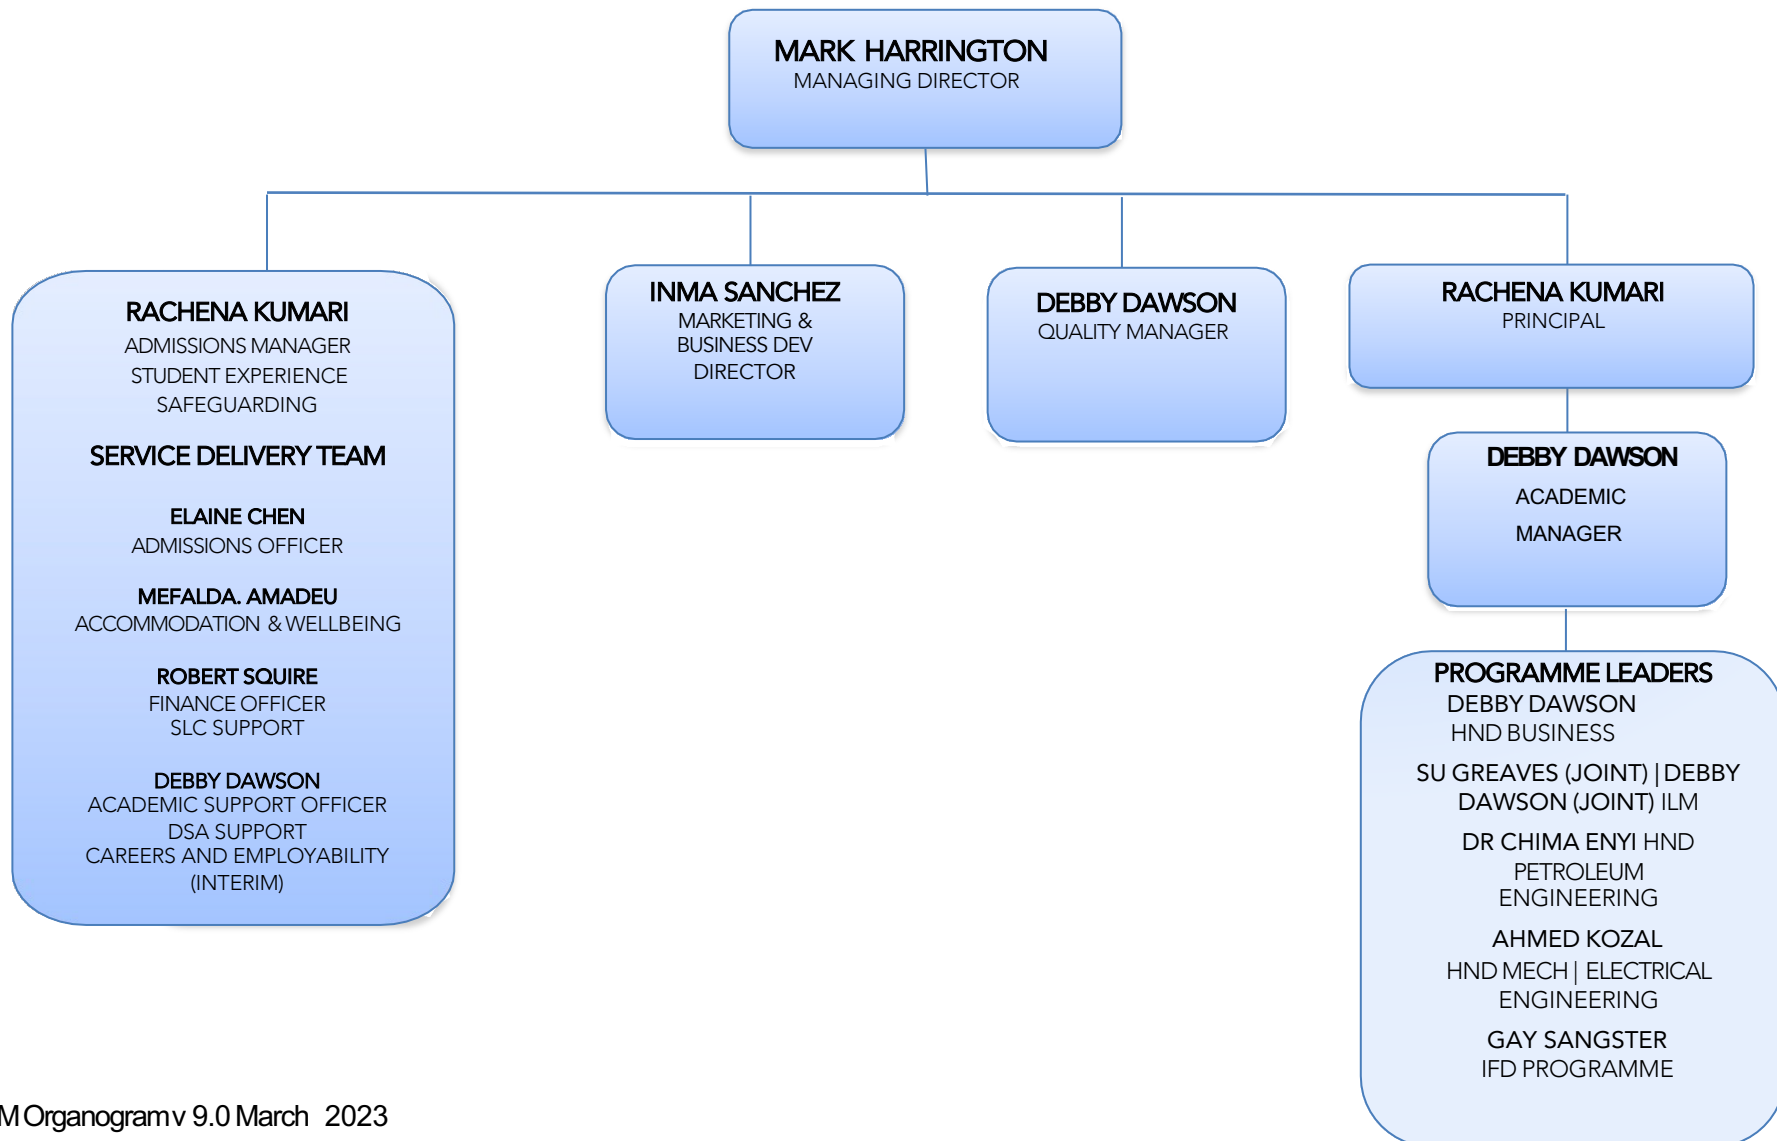 MARK HARRINGTON
MANAGING DIRECTOR
RACHENA KUMARI
ADMISSIONS MANAGER
STUDENT EXPERIENCE
SAFEGUARDING
SERVICE DELIVERY TEAM
ELAINE CHEN
ADMISSIONS OFFICER
MEFALDA. AMADEU
ACCOMMODATION & WELLBEING
ROBERT SQUIRE
FINANCE OFFICER
SLC SUPPORT
DEBBY DAWSON
ACADEMIC SUPPORT OFFICER
DSA SUPPORT
CAREERS AND EMPLOYABILITY
(INTERIM)
INMA SANCHEZ
MARKETING &
BUSINESS DEV
DIRECTOR
DEBBY DAWSON
QUALITY MANAGER
RACHENA KUMARI
PRINCIPAL
DEBBY DAWSON
ACADEMIC
MANAGER
PROGRAMME LEADERS
DEBBY DAWSON
HND BUSINESS
SU GREAVES (JOINT) | DEBBY
DAWSON (JOINT) ILM
DR CHIMA ENYI HND
PETROLEUM
ENGINEERING
AHMED KOZAL
HND MECH | ELECTRICAL
ENGINEERING
GAY SANGSTER
IFD PROGRAMME
M Organogram v 9.0 March 2023